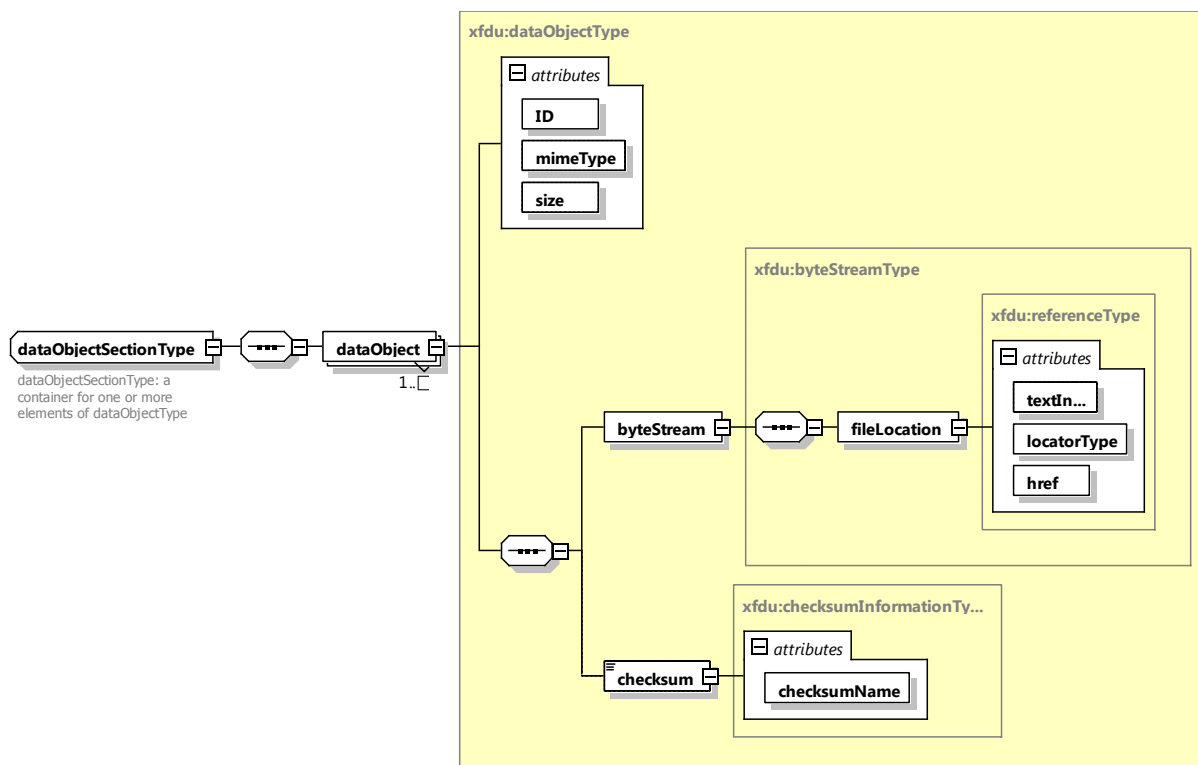 xfdu:dataObjectType
attributes
ID
mimeType
size
xfdu:byteStreamType
xfdu:referenceType
dataObjectSectionType
dataObject
attributes
1..
dataObjectSectionType: a
container for one or more
elements of dataObjectType
textIn...
byteStream
fileLocation
locatorType
href
xfdu:checksumInformationTy...
attributes
checksum
checksumName